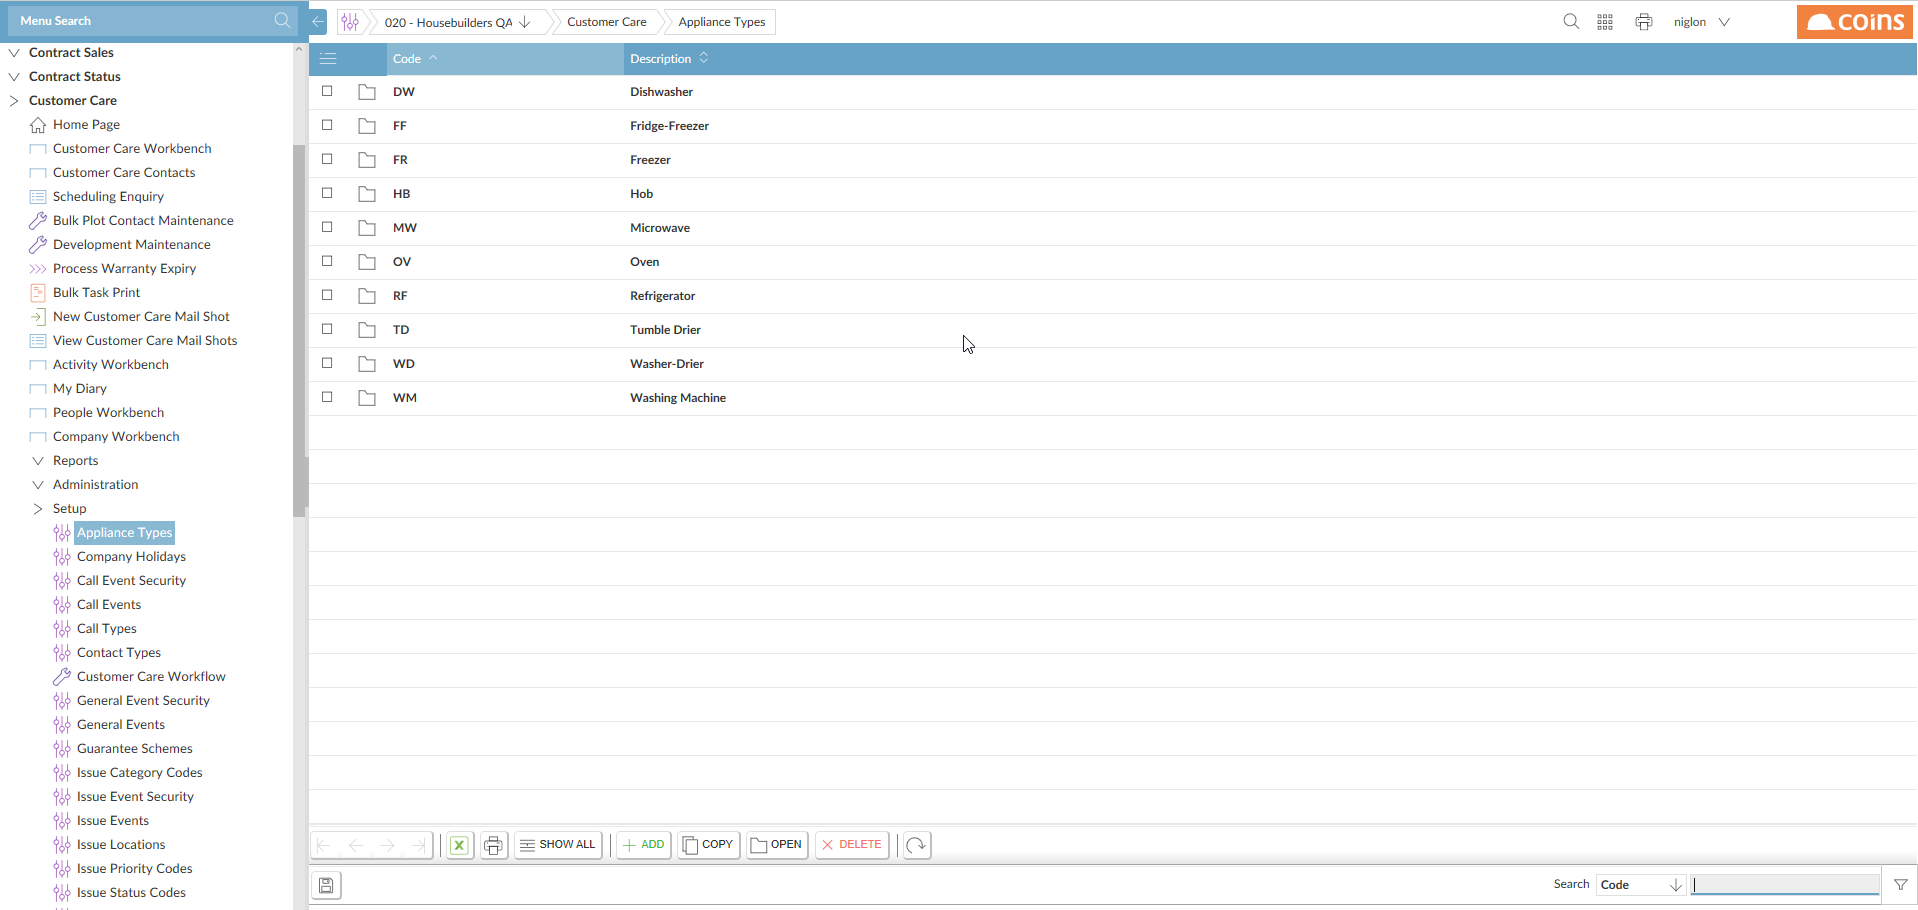 Menu Search
020 - Housebuilders QA
Customer Care
Appliance Types
niglon
coins
Contract Sales
Contract Status
Customer Care
Home Page
Customer Care Workbench
Customer Care Contacts
Scheduling Enquiry
Bulk Plot Contact Maintenance
Development Maintenance
Process Warranty Expiry
Bulk Task Print
New Customer Care Mail Shot
View Customer Care Mail Shots
Activity Workbench
My Diary
People Workbench
Company Workbench
Reports
Administration
Setup
Appliance Types
Company Holidays
Call Event Security
Call Events
Call Types
Contact Types
Customer Care Workflow
General Event Security
General Events
Guarantee Schemes
Issue Category Codes
Issue Event Security
Issue Events
Issue Locations
Issue Priority Codes
Issue Status Codes
Code Description
DW Dishwasher
FF Fridge-Freezer
FR Freezer
HB Hob
MW Microwave
OV Oven
RF Refrigerator
TD Tumble Drier
WD Washer-Drier
WM Washing Machine
SHOW ALL ADD COPY OPEN DELETE
Search Code